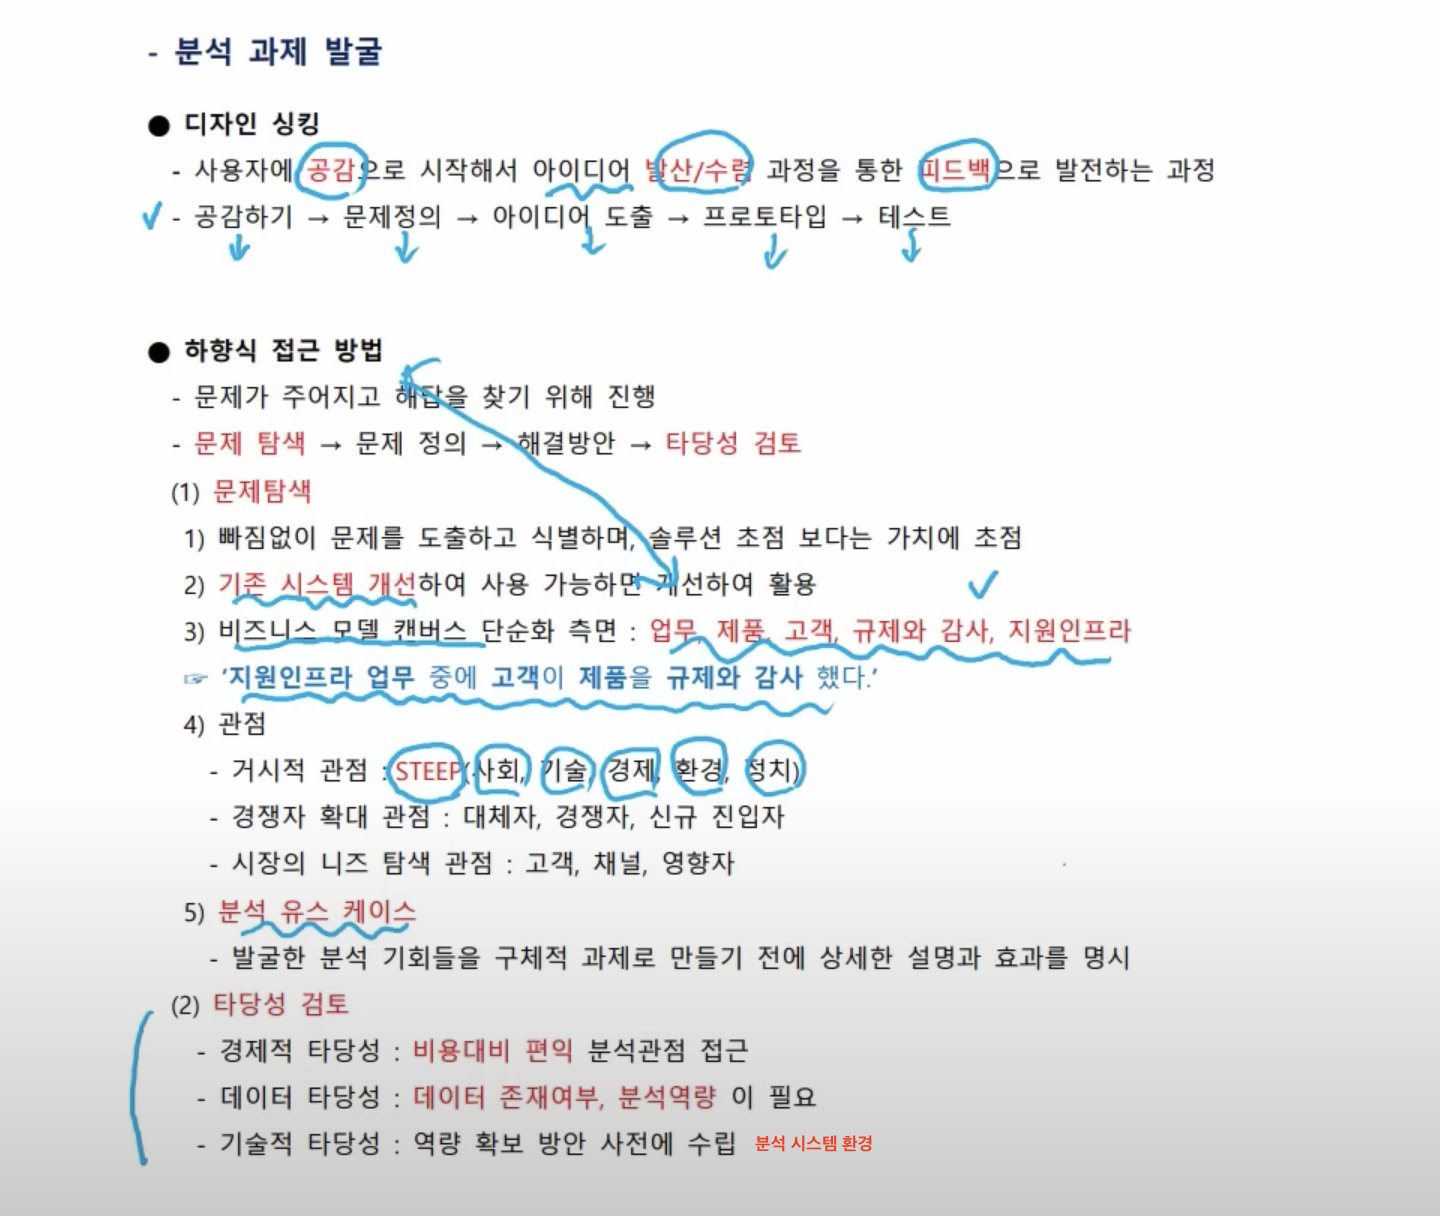 - 분석 과제 발굴
● 디자인 싱킹
- 사용자에 공감으로 시작해서 아이디어 발산/수렴 과정을 통한 피드백으로 발전하는 과정
- 공감하기 → 문제정의 → 아이디어 도출 → 프로토타입 → 테스트
● 하향식 접근 방법
- 문제가 주어지고 해답을 찾기 위해 진행
- 문제 탐색 → 문제 정의 → 해결방안 → 타당성 검토
(1) 문제탐색
1) 빠짐없이 문제를 도출하고 식별하며, 솔루션 초점 보다는 가치에 초점
2) 기존 시스템 개선하여 사용 가능하면 개선하여 활용
3) 비즈니스 모델 캔버스 단순화 측면 : 업무, 제품, 고객, 규제와 감사, 지원인프라
☞ '지원인프라 업무 중에 고객이 제품을 규제와 감사 했다.'
4) 관점
- 거시적 관점 : STEEP(사회, 기술, 경제, 환경, 정치)
- 경쟁자 확대 관점 : 대체자, 경쟁자, 신규 진입자
- 시장의 니즈 탐색 관점 : 고객, 채널, 영향자
5) 분석 유스 케이스
- 발굴한 분석 기회들을 구체적 과제로 만들기 전에 상세한 설명과 효과를 명시
(2) 타당성 검토
- 경제적 타당성 : 비용대비 편익 분석관점 접근
- 데이터 타당성 : 데이터 존재여부, 분석역량 이 필요
- 기술적 타당성 : 역량 확보 방안 사전에 수립 분석 시스템 환경